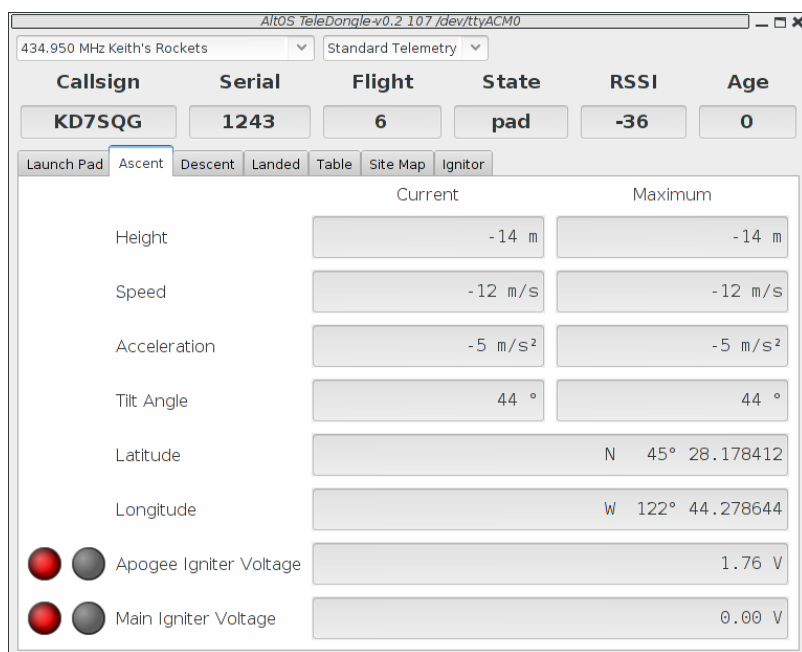 AltOS TeleDongle-v0.2 107 /dev/ttyACM0
434.950 MHz Keith's Rockets Standard Telemetry
Callsign Serial Flight State RSSI Age
KD7SQG 1243 6 pad -36 0
Launch Pad Ascent Descent Landed Table Site Map Ignitor
Current Maximum
Height -14 m -14 m
Speed -12 m/s -12 m/s
Acceleration -5 m/s² -5 m/s²
Tilt Angle 44 ° 44 °
Latitude N 45° 28.178412
Longitude W 122° 44.278644
Apogee Igniter Voltage 1.76 V
Main Igniter Voltage 0.00 V